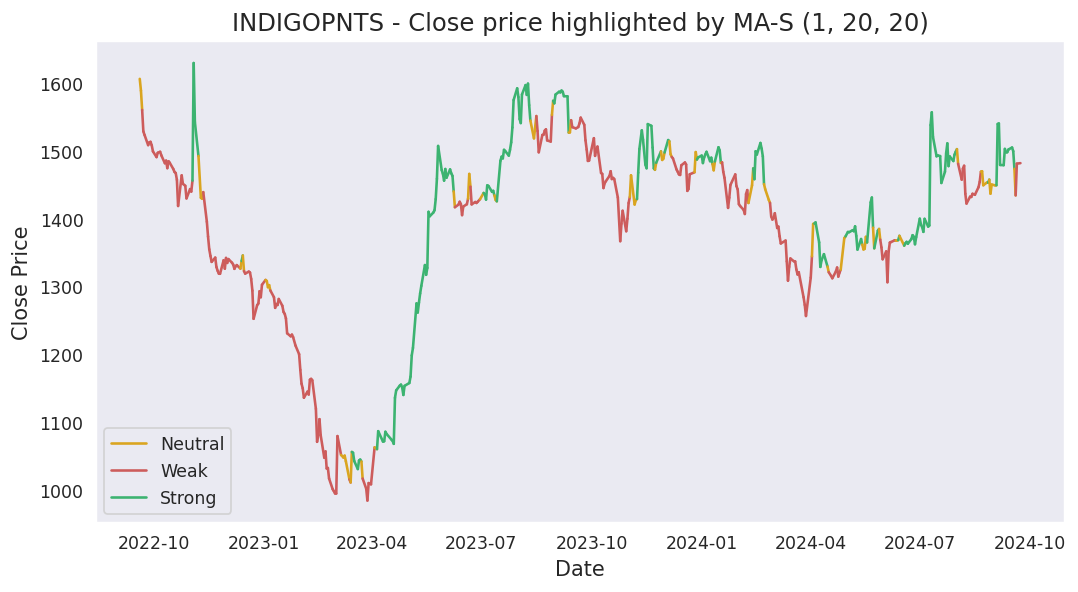 INDIGOPNTS - Close price highlighted by MA-S (1, 20, 20)
Close Price
1600
1500
1400
1300
1200
1100
1000
Neutral
Weak
Strong
2022-10
2023-01
2023-04
2023-07
2023-10
2024-01
2024-04
2024-07
2024-10
Date